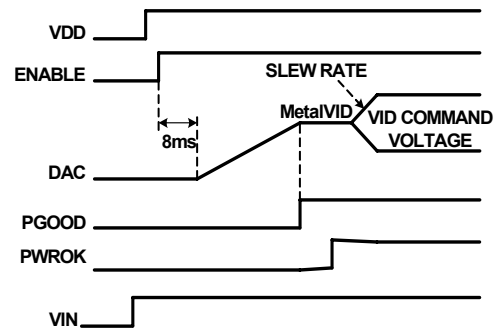 VDD
ENABLE
SLEW RATE
MetalVID
VID COMMAND
VOLTAGE
8ms
DAC
PGOOD
PWROK
VIN